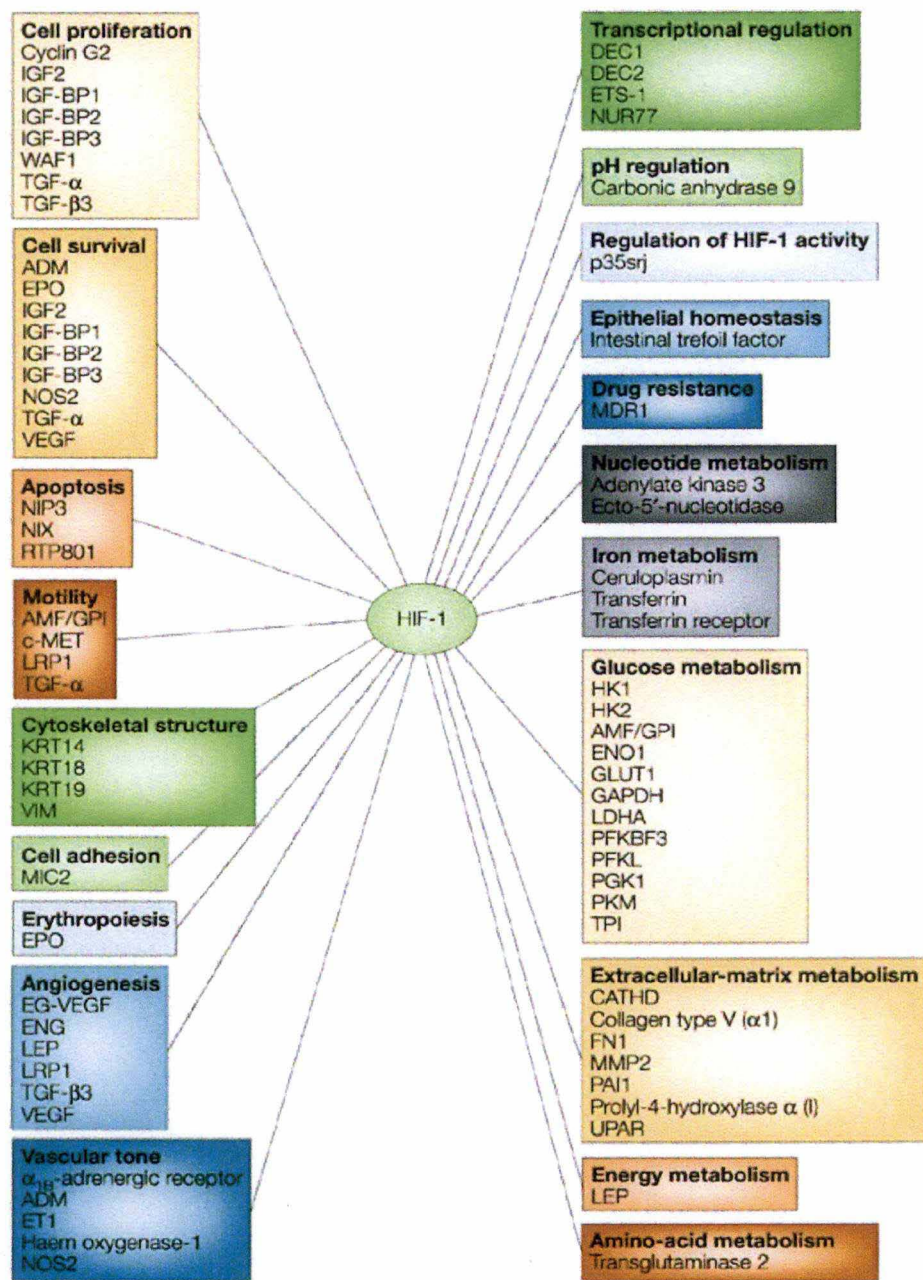 Cell proliferation
Cyclin G2
IGF2
IGF-BP1
IGF-BP2
IGF-BP3
WAF1
TGF-α
TGF-β3
Cell survival
ADM
EPO
IGF2
IGF-BP1
IGF-BP2
IGF-BP3
NOS2
TGF-α
VEGF
Apoptosis
NIP3
NIX
RTP801
Motility
AMF/GPI
c-MET
LRP1
TGF-α
Cytoskeletal structure
KRT14
KRT18
KRT19
VIM
Cell adhesion
MIC2
Erythropoiesis
EPO
Angiogenesis
EG-VEGF
ENG
LEP
LRP1
TGF-β3
VEGF
Vascular tone
α1B-adrenergic receptor
ADM
ET1
Haem oxygenase-1
NOS2
HIF-1
Transcriptional regulation
DEC1
DEC2
ETS-1
NUR77
pH regulation
Carbonic anhydrase 9
Regulation of HIF-1 activity
p35srj
Epithelial homeostasis
Intestinal trefoil factor
Drug resistance
MDR1
Nucleotide metabolism
Adenylate kinase 3
Ecto-5′-nucleotidase
Iron metabolism
Ceruloplasmin
Transferrin
Transferrin receptor
Glucose metabolism
HK1
HK2
AMF/GPI
ENO1
GLUT1
GAPDH
LDHA
PFKBF3
PFKL
PGK1
PKM
TPI
Extracellular-matrix metabolism
CATHD
Collagen type V (α1)
FN1
MMP2
PAI1
Prolyl-4-hydroxylase α (I)
UPAR
Energy metabolism
LEP
Amino-acid metabolism
Transglutaminase 2